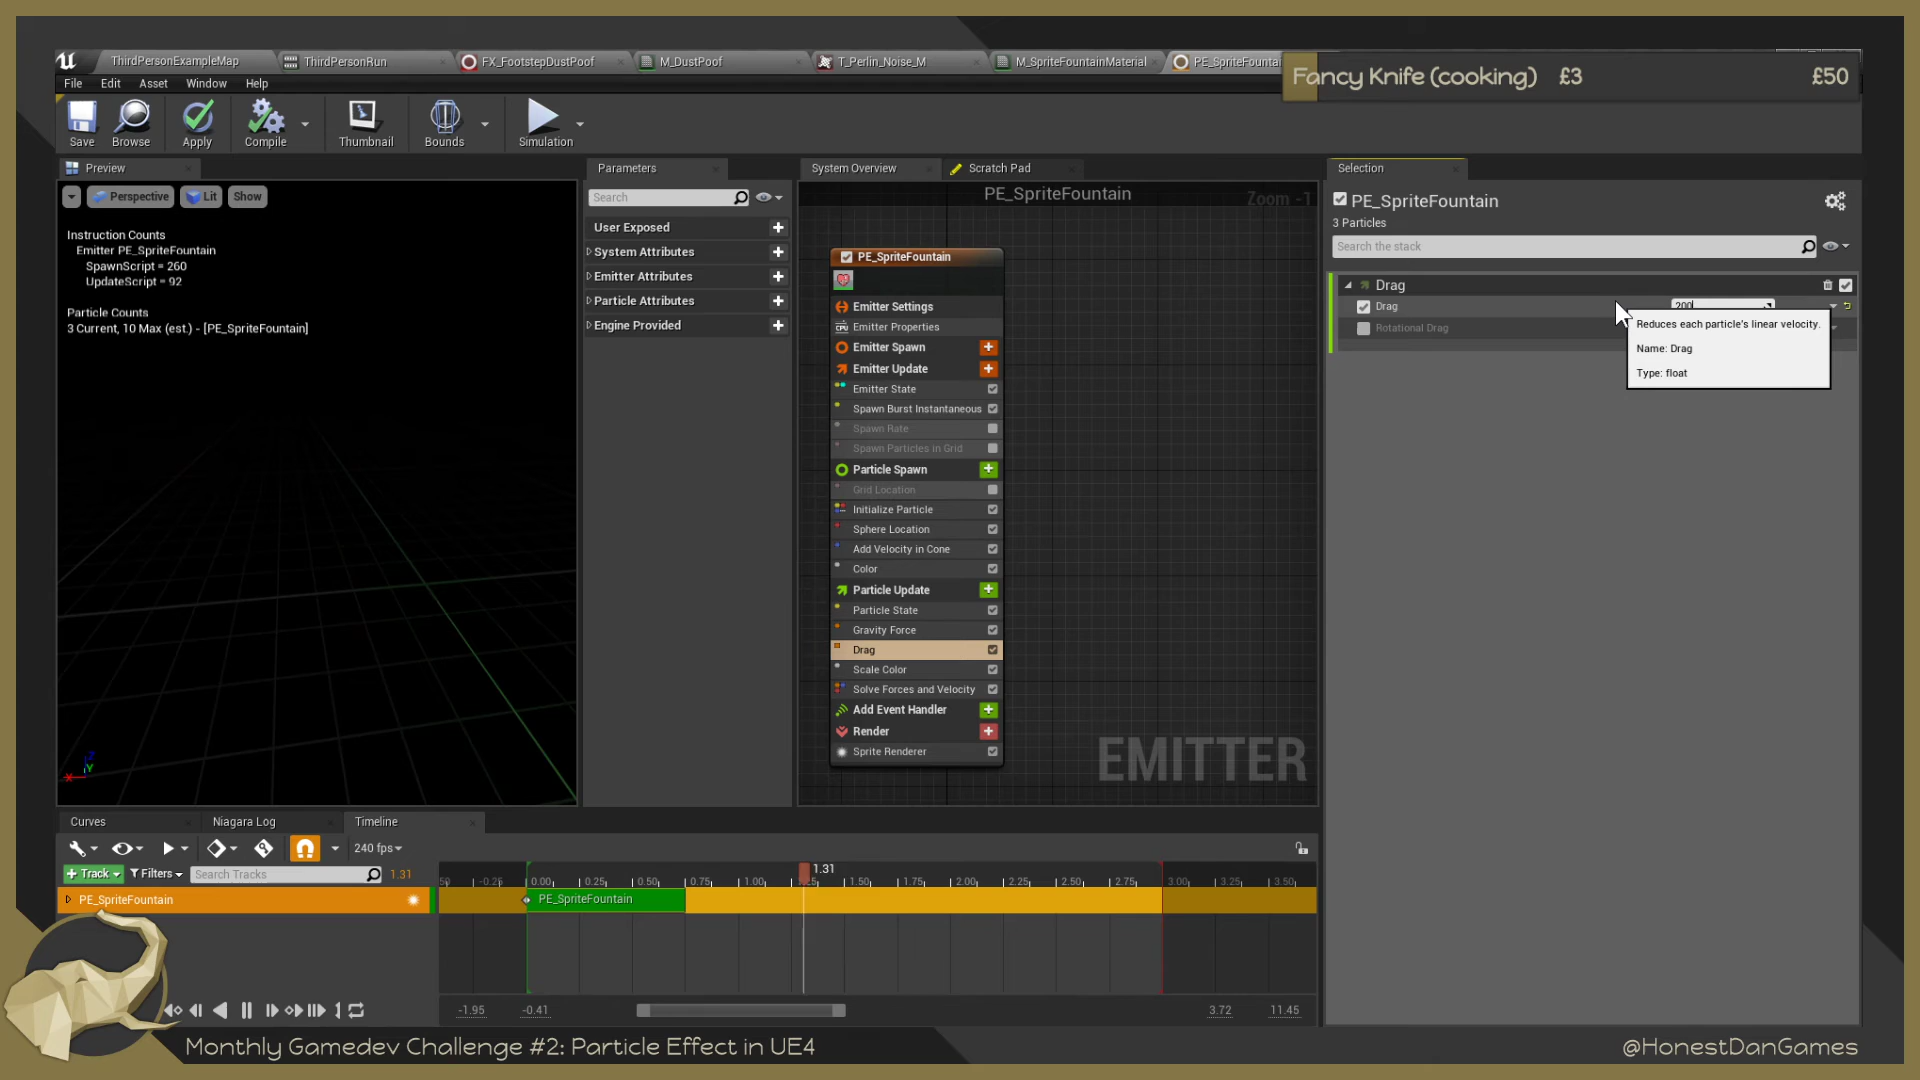 ThirdPersonExampleMap
ThirdPersonRun
FX_FootstepDustPoof
M_DustPoof
T_Perlin_Noise_M
M_SpriteFountainMaterial
PE_SpriteFountai
Fancy Knife (cooking) £3 £50
File Edit Asset Window Help
Save Browse Apply Compile Thumbnail Bounds Simulation
Preview
Parameters
System Overview
Scratch Pad
Selection
Perspective Lit Show
Search
PE_SpriteFountain
Zoom -1
PE_SpriteFountain
3 Particles
Search the stack
Instruction Counts
Emitter PE_SpriteFountain
SpawnScript = 260
UpdateScript = 92
Particle Counts
3 Current, 10 Max (est.) - [PE_SpriteFountain]
User Exposed
System Attributes
Emitter Attributes
Particle Attributes
Engine Provided
PE_SpriteFountain
Emitter Settings
Emitter Properties
Emitter Spawn
Emitter Update
Emitter State
Spawn Burst Instantaneous
Spawn Rate
Spawn Particles in Grid
Particle Spawn
Grid Location
Initialize Particle
Sphere Location
Add Velocity in Cone
Color
Particle Update
Particle State
Gravity Force
Drag
Scale Color
Solve Forces and Velocity
Add Event Handler
Render
Sprite Renderer
EMITTER
Drag
Drag 200
Rotational Drag
Reduces each particle's linear velocity.
Name: Drag
Type: float
Curves
Niagara Log
Timeline
240 fps
Track Filters Search Tracks 1.31
1.31
-0.25 0.00 0.25 0.50 0.75 1.00 1.50 1.75 2.00 2.25 2.50 2.75 3.00 3.25 3.50
PE_SpriteFountain
PE_SpriteFountain
-1.95 -0.41 3.72 11.45
Monthly Gamedev Challenge #2: Particle Effect in UE4
@HonestDanGames